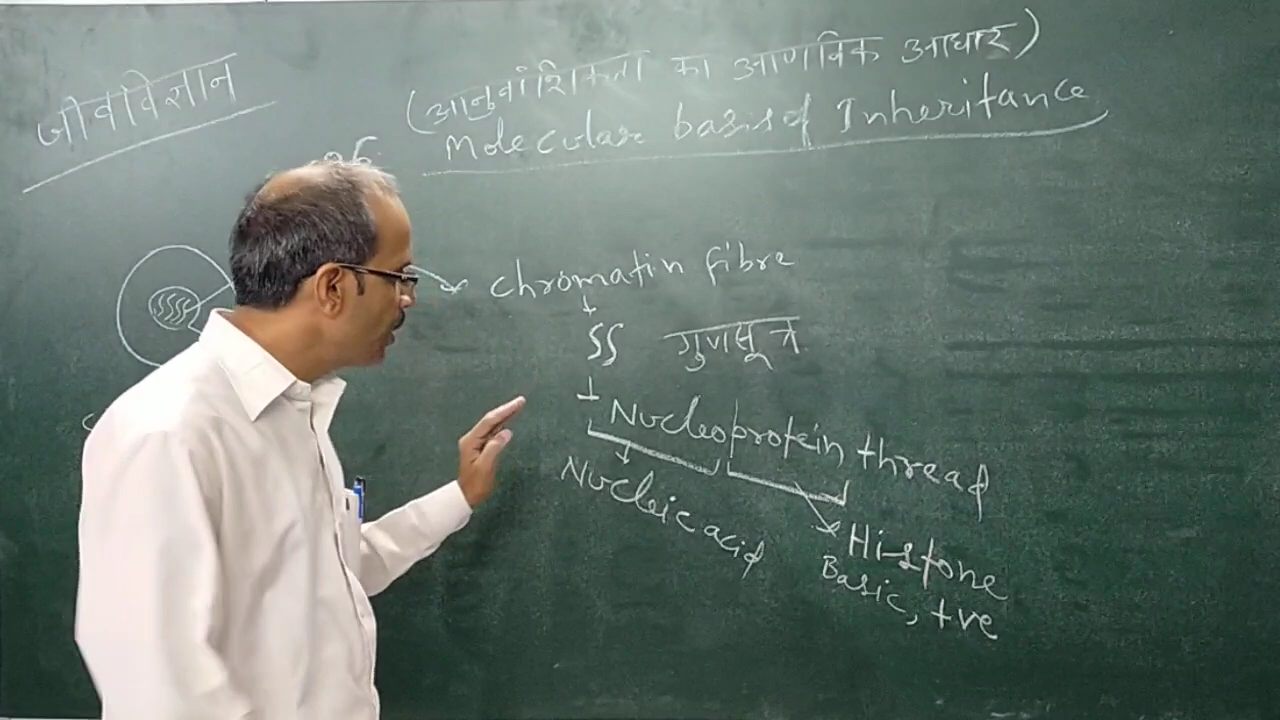 जीवविज्ञान
(आनुवांशिकता का आणविक आधार)
Molecular basis of Inheritance
chromatin fibre
गुणसूत्र
Nucleoprotein thread
Nucleic acid
Histone
Basic, +ve